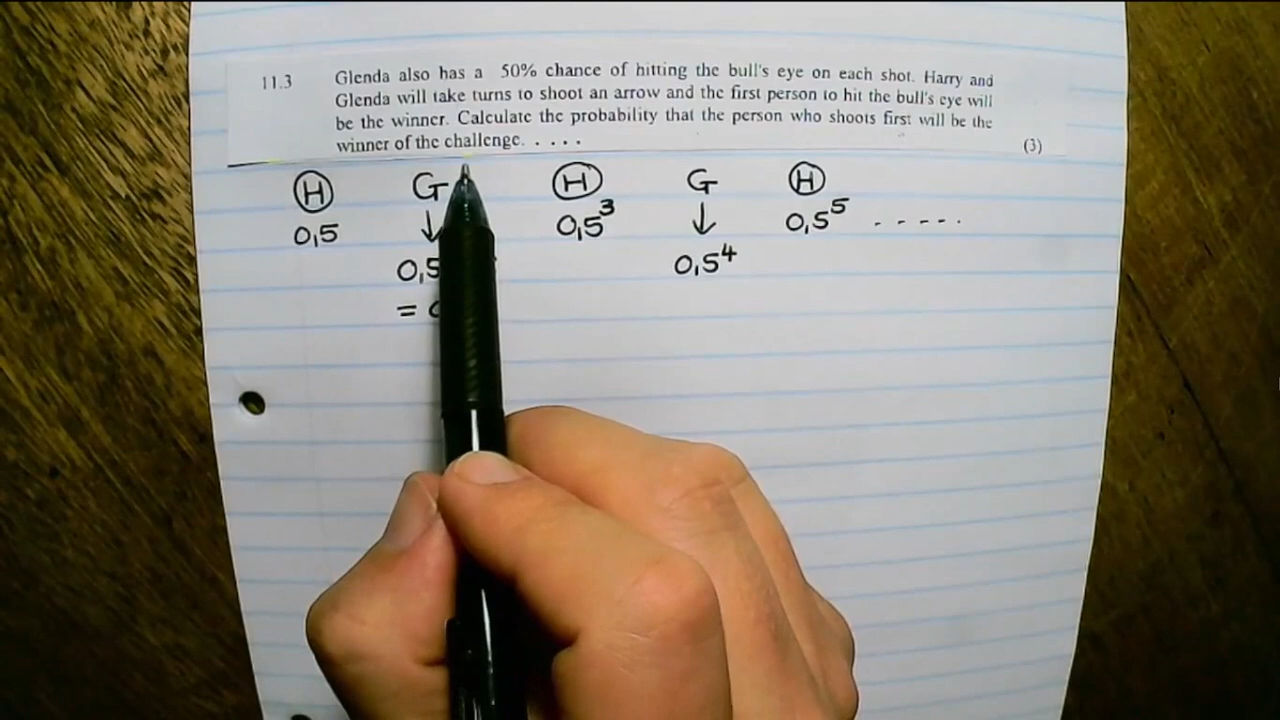 11.3 Glenda also has a 50% chance of hitting the bull's eye on each shot. Harry and
Glenda will take turns to shoot an arrow and the first person to hit the bull's eye will
be the winner. Calculate the probability that the person who shoots first will be the
winner of the challenge. . . . . (3)
H G H G H
0,5 ↓ 0,5³ ↓ 0,5⁵ - - - - - .
0,5 0,5⁴
=